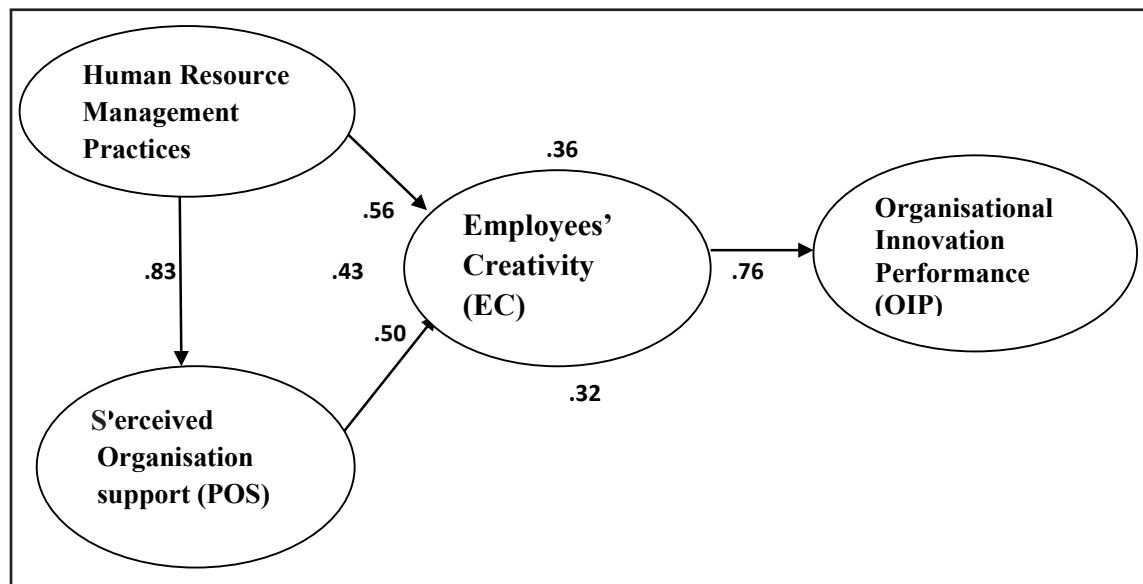 Human Resource
Management
Practices
.36
.56
Employees’
Creativity
(EC)
Organisational
Innovation
Performance
(OIP)
.83
.43
.76
.50
.32
S'erceived
Organisation
support (POS)